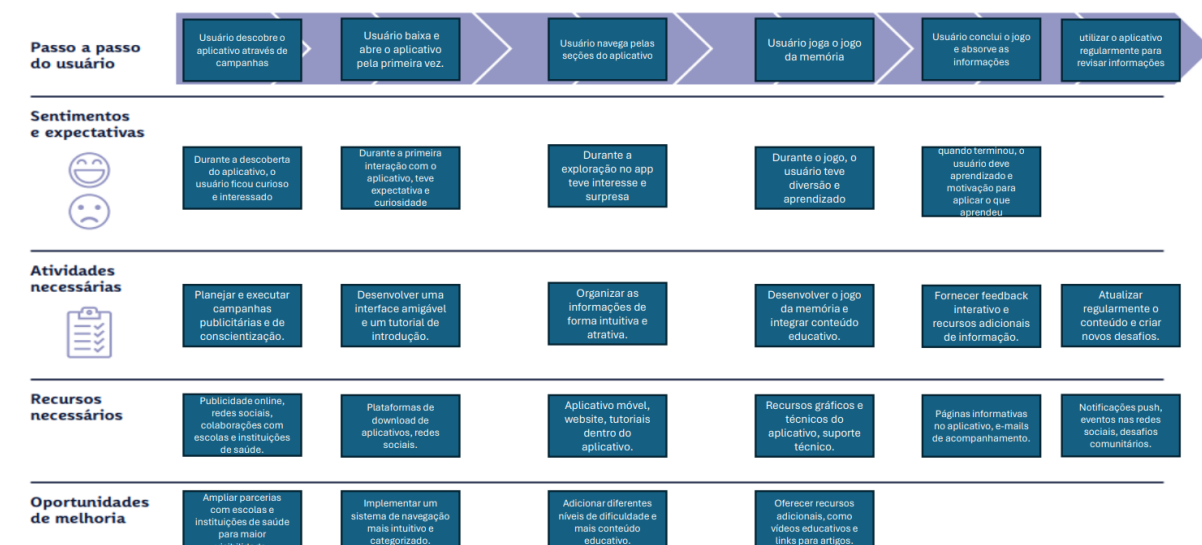 Passo a passo
do usuário
Usuário descobre o
aplicativo através de
campanhas
Usuário baixa e
abre o aplicativo
pela primeira vez.
Usuário navega pelas
seções do aplicativo
Usuário joga o jogo
da memória
Usuário conclui o jogo
e absorve as
informações
utilizar o aplicativo
regularmente para
revisar informações
Sentimentos
e expectativas
Durante a descoberta
do aplicativo, o
usuário ficou curioso
e interessado
Durante a primeira
interação com o
aplicativo, teve
expectativa e
curiosidade
Durante a
exploração no app
teve interesse e
surpresa
Durante o jogo, o
usuário teve
diversão e
aprendizado
quando terminou, o
usuário deve
aprendizado e
motivação para
aplicar o que
aprendeu
Atividades
necessárias
Planejar e executar
campanhas
publicitárias e de
conscientização.
Desenvolver uma
interface amigável
e um tutorial de
introdução.
Organizar as
informações de
forma intuitiva e
atrativa.
Desenvolver o jogo
da memória e
integrar conteúdo
educativo.
Fornecer feedback
interativo e
recursos adicionais
de informação.
Atualizar
regularmente o
conteúdo e criar
novos desafios.
Recursos
necessários
Publicidade online,
redes sociais,
colaborações com
escolas e instituições
de saúde.
Plataformas de
download de
aplicativos, redes
sociais.
Aplicativo móvel,
website, tutoriais
dentro do
aplicativo.
Recursos gráficos e
técnicos do
aplicativo, suporte
técnico.
Páginas informativas
no aplicativo, e-mails
de acompanhamento.
Notificações push,
eventos nas redes
sociais, desafios
comunitários.
Oportunidades
de melhoria
Ampliar parcerias
com escolas e
instituições de saúde
para maior
Implementar um
sistema de navegação
mais intuitivo e
categorizado.
Adicionar diferentes
níveis de dificuldade e
mais conteúdo
educativo.
Oferecer recursos
adicionais, como
vídeos educativos e
links para artigos.